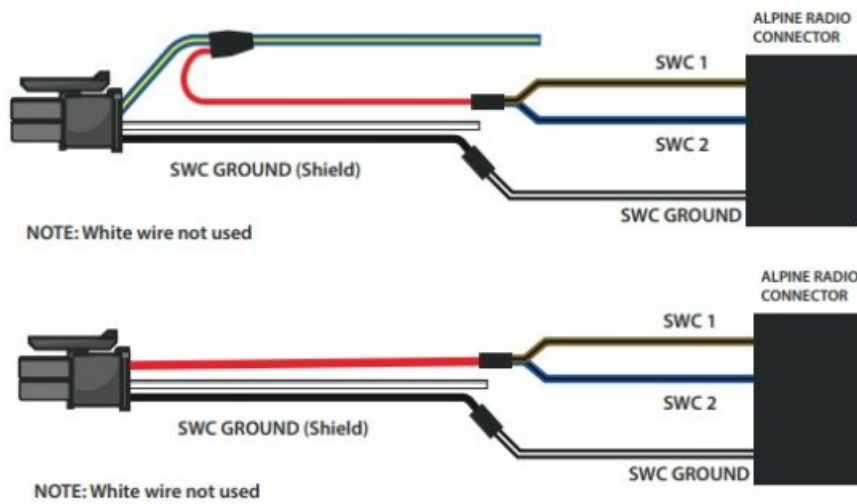 ALPINE RADIO
CONNECTOR
SWC 1
SWC 2
SWC GROUND (Shield)
SWC GROUND
NOTE: White wire not used
ALPINE RADIO
CONNECTOR
SWC 1
SWC 2
SWC GROUND (Shield)
SWC GROUND
NOTE: White wire not used